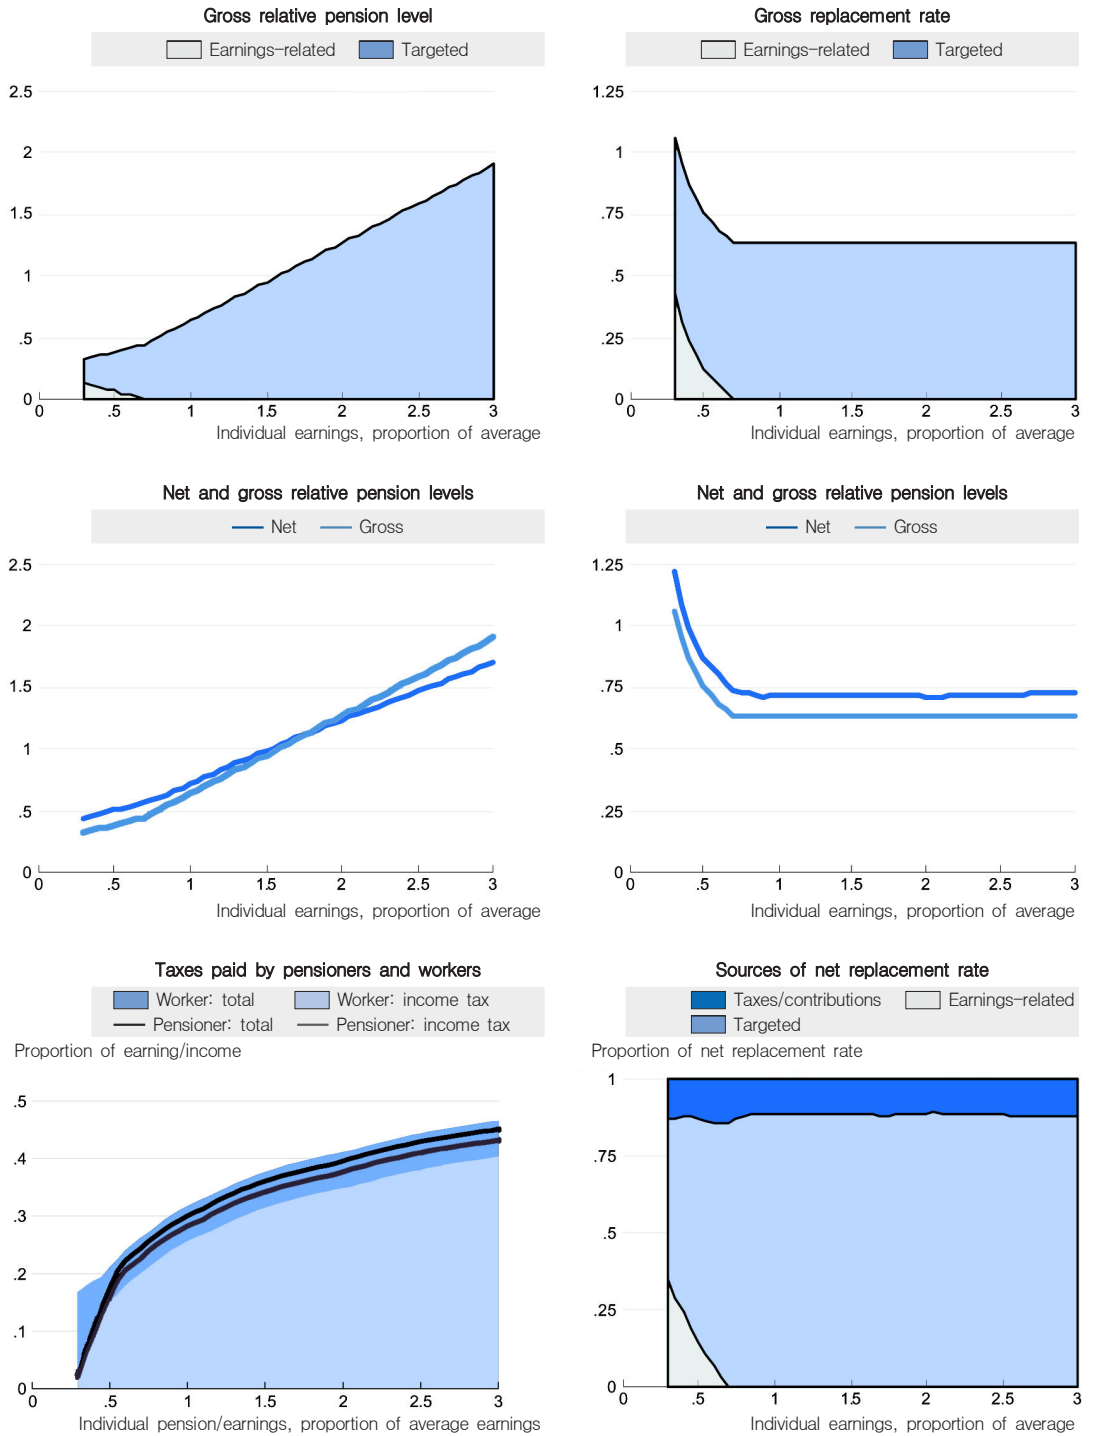 Gross relative pension level
Earnings-related Targeted
2.5
2
1.5
1
.5
0
0 .5 1 1.5 2 2.5 3
Individual earnings, proportion of average
Gross replacement rate
Earnings-related Targeted
1.25
1
.75
.5
.25
0
0 .5 1 1.5 2 2.5 3
Individual earnings, proportion of average
Net and gross relative pension levels
Net Gross
2.5
2
1.5
1
.5
0
0 .5 1 1.5 2 2.5 3
Individual earnings, proportion of average
Net and gross relative pension levels
Net Gross
1.25
1
.75
.5
.25
0
0 .5 1 1.5 2 2.5 3
Individual earnings, proportion of average
Taxes paid by pensioners and workers
Worker: total Worker: income tax
Pensioner: total Pensioner: income tax
Proportion of earning/income
.5
.4
.3
.2
.1
0
0 .5 1 1.5 2 2.5 3
Individual pension/earnings, proportion of average earnings
Sources of net replacement rate
Taxes/contributions Earnings-related
Targeted
Proportion of net replacement rate
1
.75
.5
.25
0
0 .5 1 1.5 2 2.5 3
Individual earnings, proportion of average